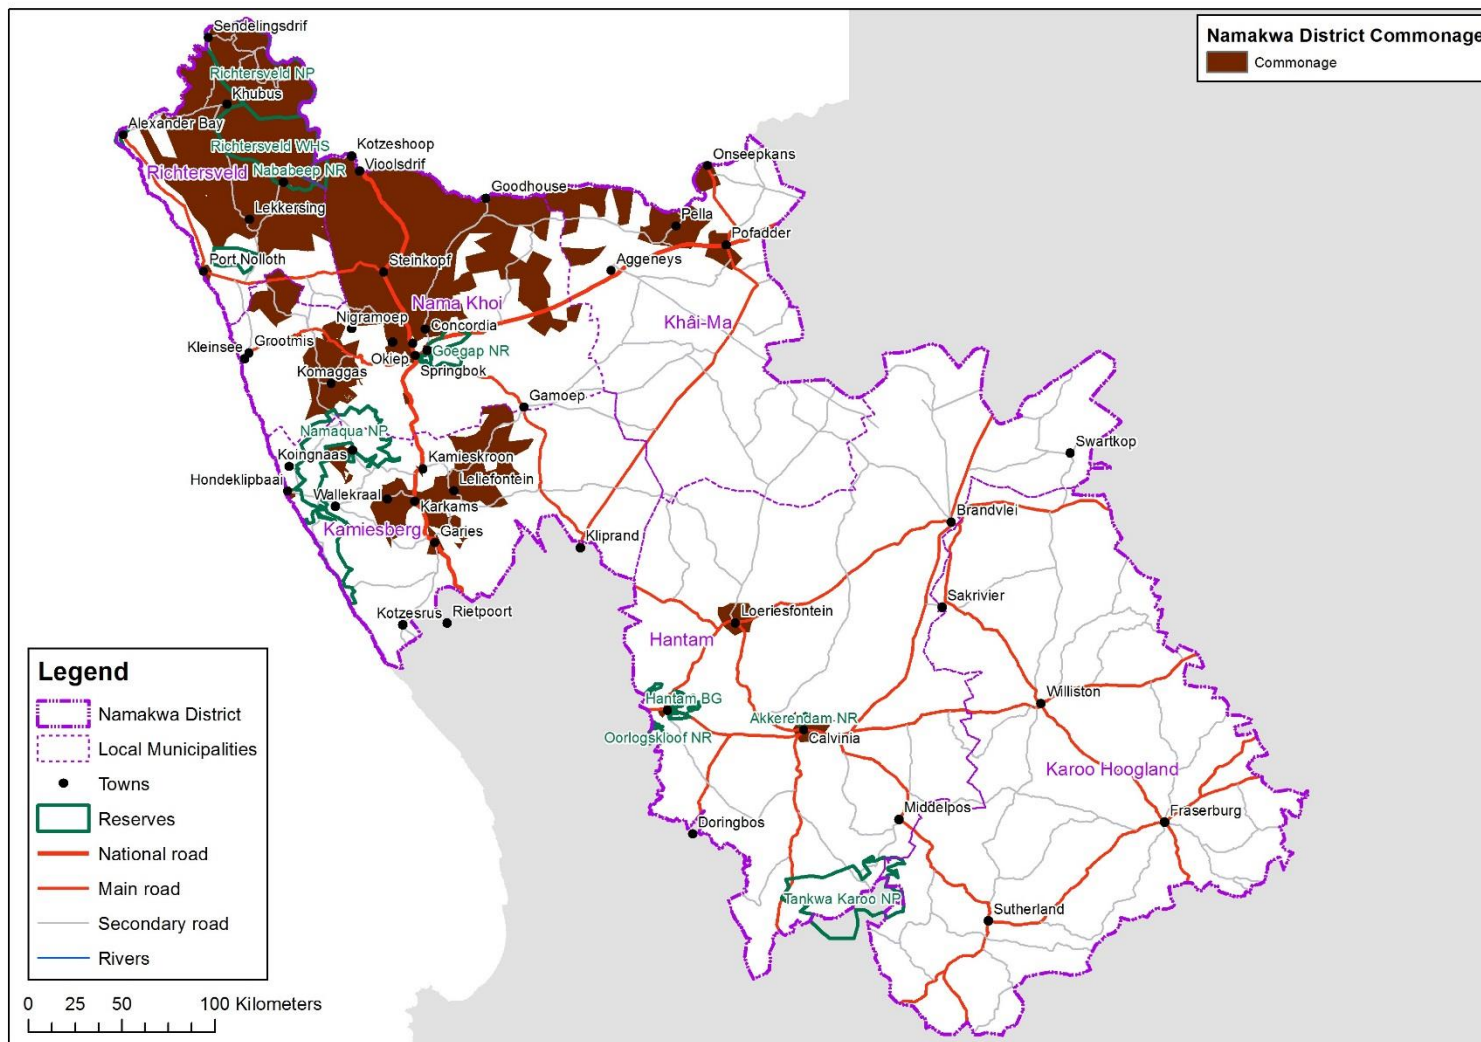 Namakwa District Commonage
Commonage
Sendelingsdrif
Richtersveld NP
Khubus
Alexander Bay
Richtersveld WHS
Kotzeshoop
Vioolsdrif
Richtersveld
Nababeep NR
Onseepkans
Goodhouse
Lekkersing
Pella
Pofadder
Port Nolloth
Steinkopf
Aggeneys
Nama Khoi
Khâi-Ma
Nigramoep
Concordia
Kleinsee
Grootmis
Okiep
Goegap NR
Springbok
Komaggas
Gamoep
Namaqua NP
Koingnaas
Kamieskroon
Swartkop
Hondeklipbaai
Wallekraal
Leliefontein
Karkams
Kamiesberg
Garies
Kliprand
Brandvlei
Kotzesrus
Rietpoort
Loeriesfontein
Sakrivier
Hantam
Hantam BG
Williston
Oorlogskloof NR
Akkerendam NR
Calvinia
Karoo Hoogland
Doringbos
Middelpos
Fraserburg
Tankwa Karoo NP
Sutherland
Legend
Namakwa District
Local Municipalities
Towns
Reserves
National road
Main road
Secondary road
Rivers
0 25 50 100 Kilometers